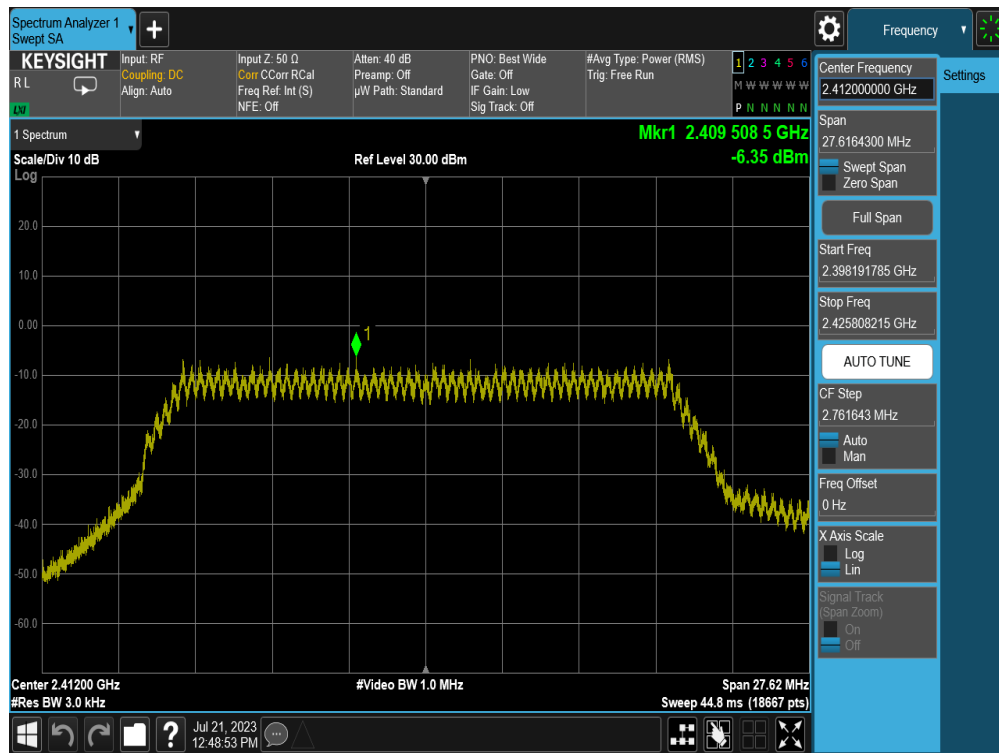 Spectrum Analyzer 1
Swept SA
Frequency
KEYSIGHT
R L
LXI
Input: RF
Coupling: DC
Align: Auto
Input Z: 50 Ω
Corr CCorr RCal
Freq Ref: Int (S)
NFE: Off
Atten: 40 dB
Preamp: Off
µW Path: Standard
PNO: Best Wide
Gate: Off
IF Gain: Low
Sig Track: Off
#Avg Type: Power (RMS)
Trig: Free Run
1 2 3 4 5 6
M W W W W W
P N N N N N
1 Spectrum
Scale/Div 10 dB
Log
Ref Level 30.00 dBm
Mkr1 2.409 508 5 GHz
-6.35 dBm
20.0
10.0
0.00
1
-10.0
-20.0
-30.0
-40.0
-50.0
-60.0
Center 2.41200 GHz
#Res BW 3.0 kHz
#Video BW 1.0 MHz
Span 27.62 MHz
Sweep 44.8 ms (18667 pts)
Center Frequency
2.412000000 GHz
Settings
Span
27.6164300 MHz
Swept Span
Zero Span
Full Span
Start Freq
2.398191785 GHz
Stop Freq
2.425808215 GHz
AUTO TUNE
CF Step
2.761643 MHz
Auto
Man
Freq Offset
0 Hz
X Axis Scale
Log
Lin
Signal Track
(Span Zoom)
On
Off
?
Jul 21, 2023
12:48:53 PM